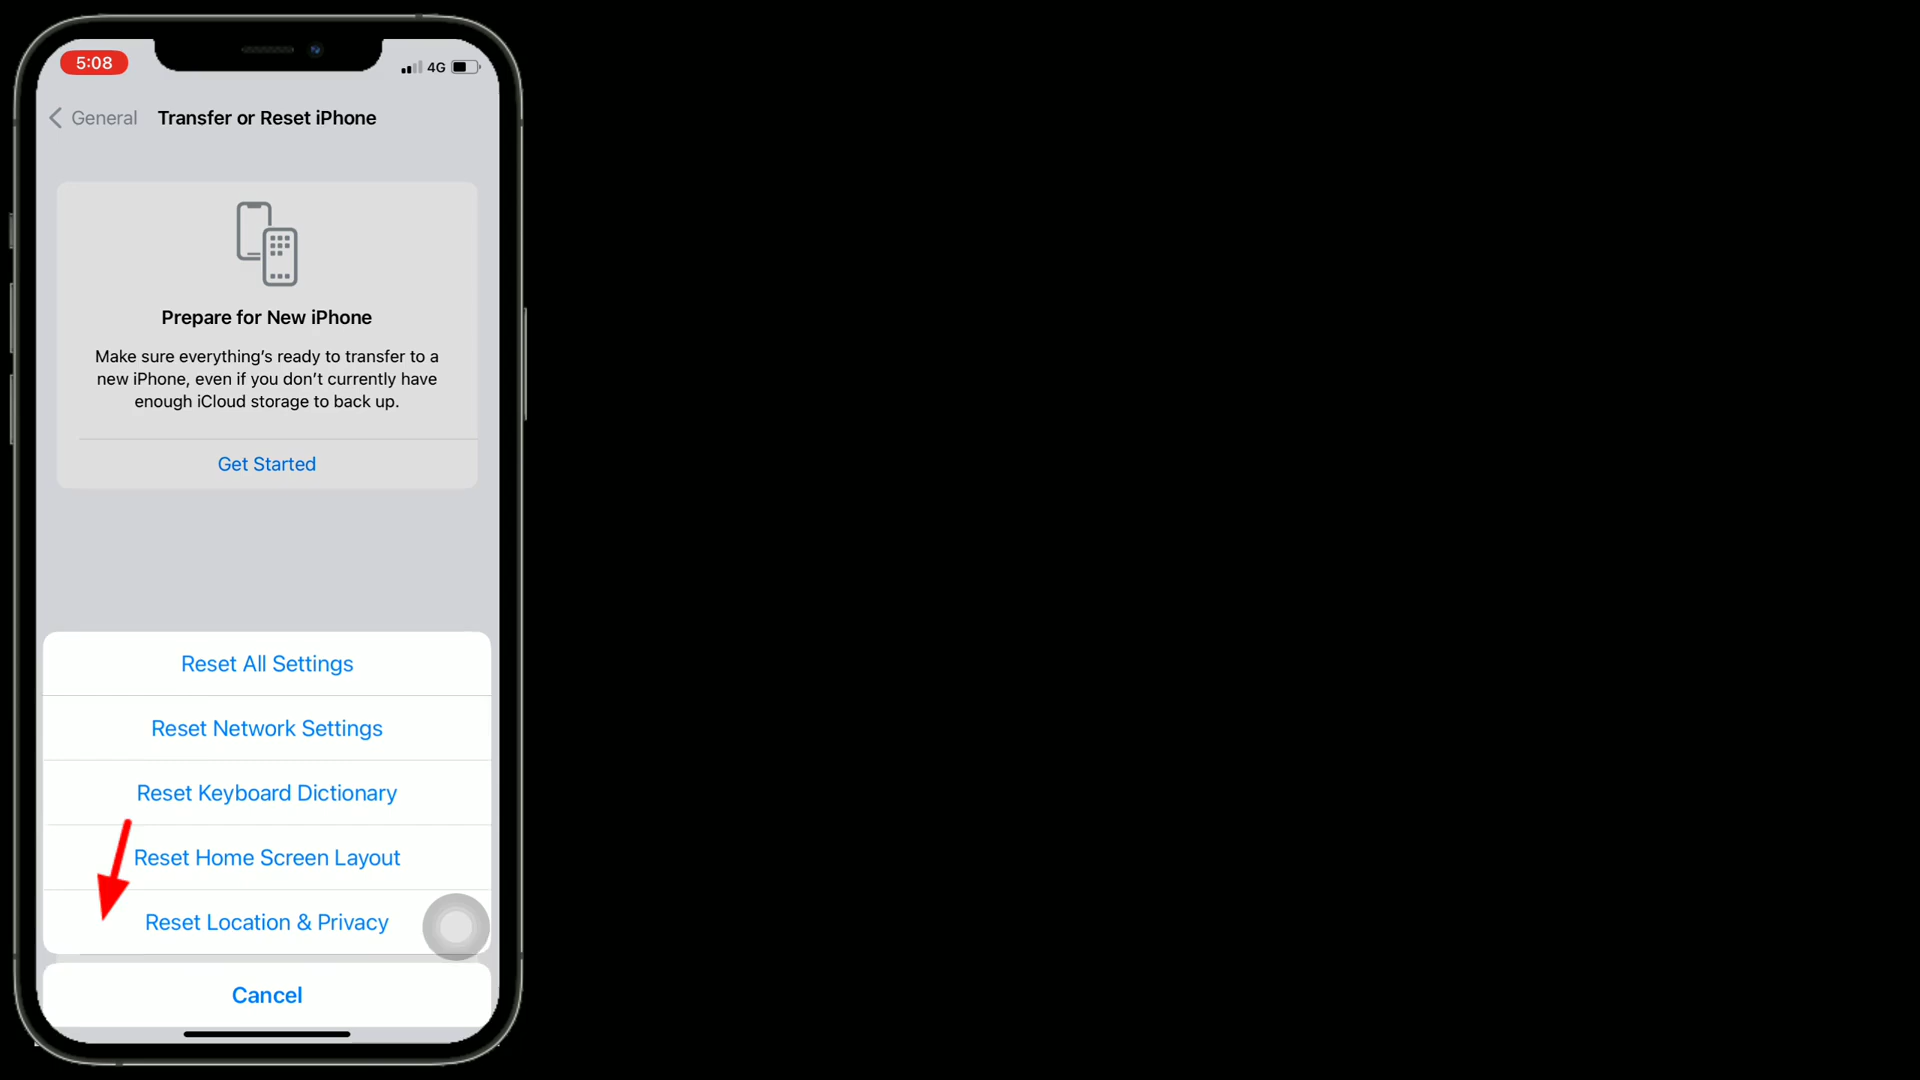 5:08
4G
General
Transfer or Reset iPhone
Prepare for New iPhone
Make sure everything's ready to transfer to a
new iPhone, even if you don't currently have
enough iCloud storage to back up.
Get Started
Reset All Settings
Reset Network Settings
Reset Keyboard Dictionary
Reset Home Screen Layout
Reset Location & Privacy
Cancel